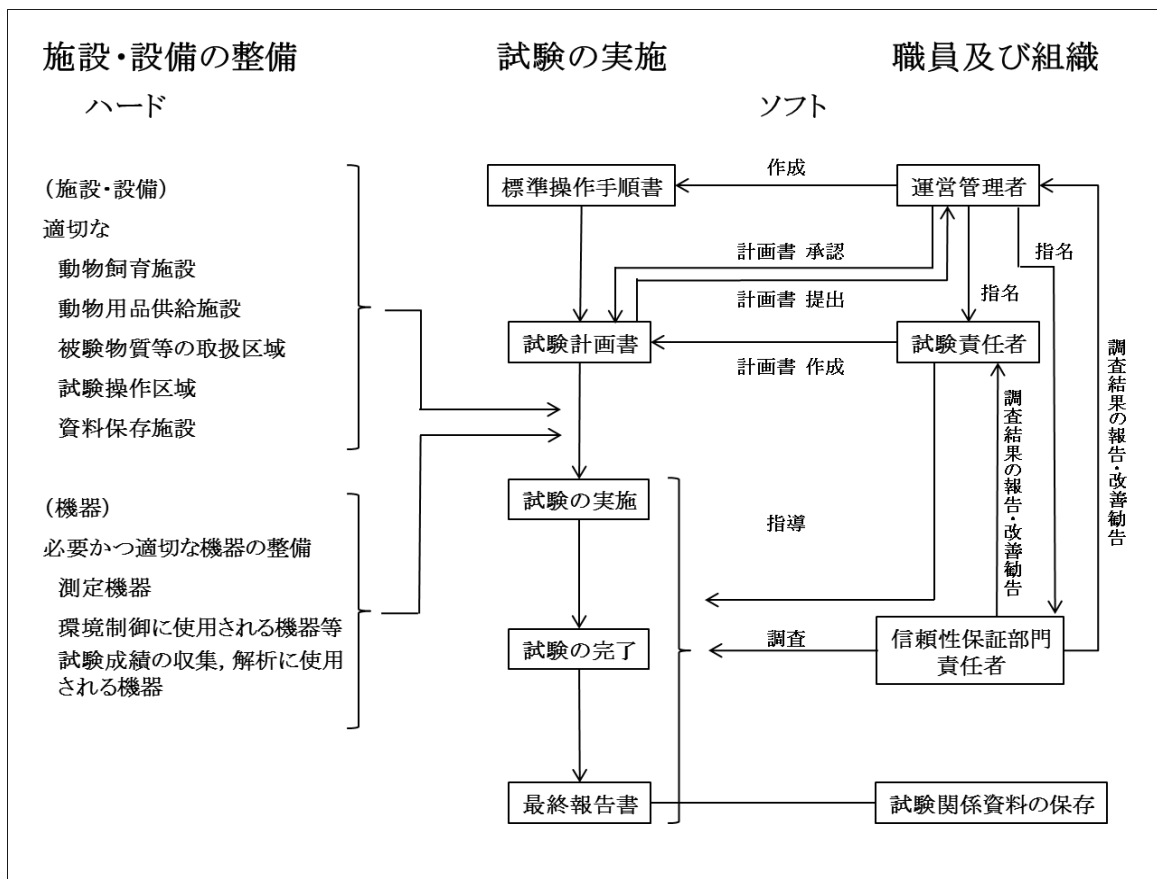 施設・設備の整備
ハード
試験の実施
職員及び組織
ソフト
(施設・設備)
適切な
動物飼育施設
動物用品供給施設
被験物質等の取扱区域
試験操作区域
資料保存施設
(機器)
必要かつ適切な機器の整備
測定機器
環境制御に使用される機器等
試験成績の収集, 解析に使用
される機器
標準操作手順書
作成
運営管理者
計画書 承認
計画書 提出
指名
指名
試験計画書
計画書 作成
試験責任者
調査結果の報告・改善勧告
調査結果の報告・改善勧告
試験の実施
指導
試験の完了
調査
信頼性保証部門
責任者
最終報告書
試験関係資料の保存